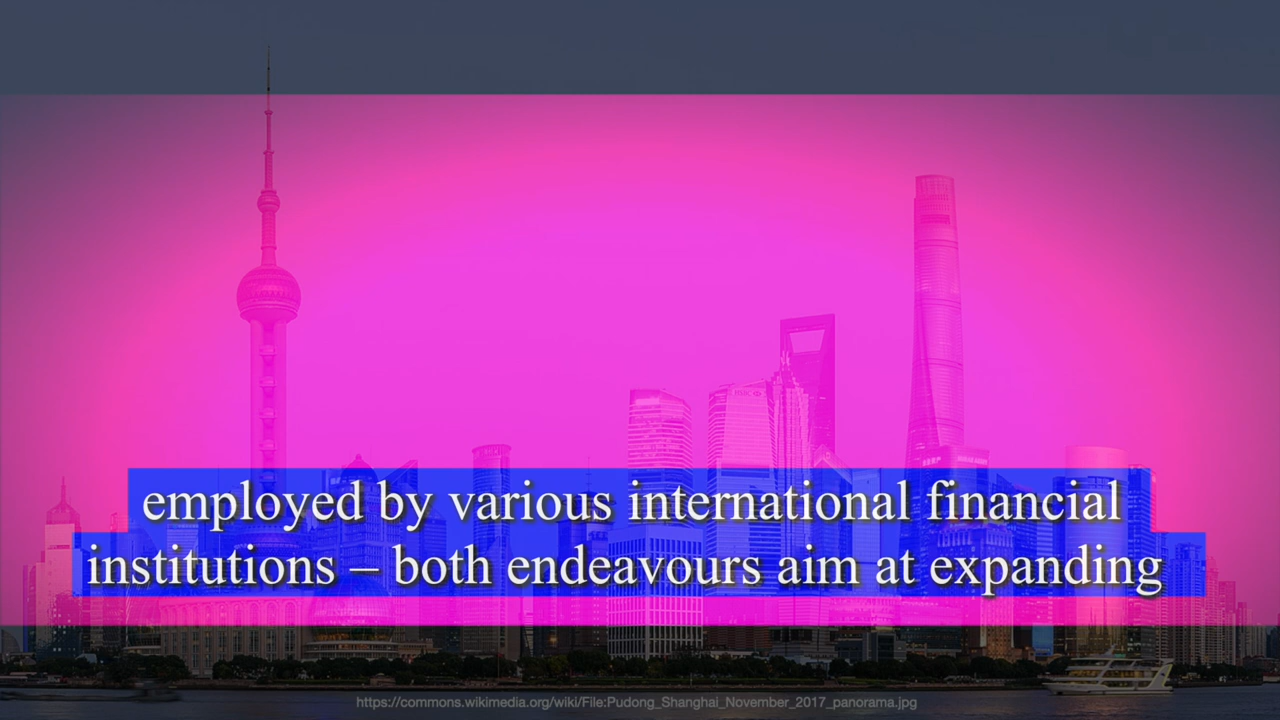 HSBC
employed by various international financial
institutions – both endeavours aim at expanding
https://commons.wikimedia.org/wiki/File:Pudong_Shanghai_November_2017_panorama.jpg